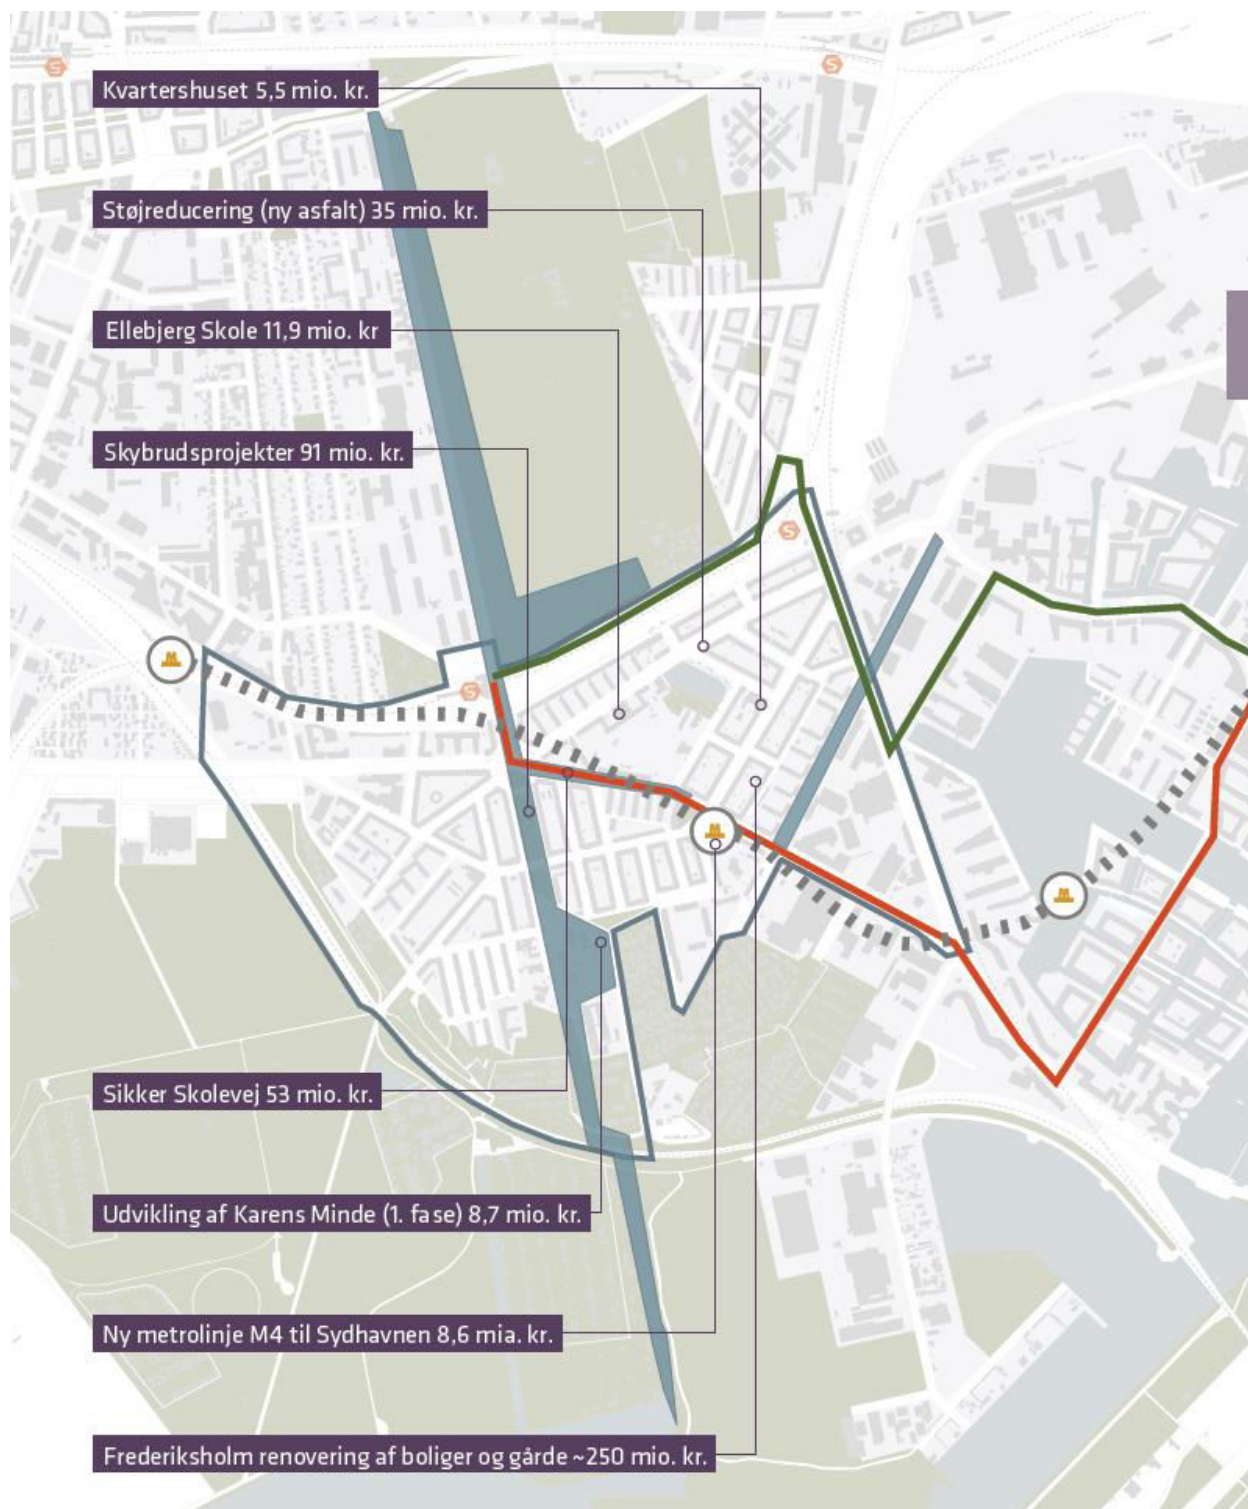 S
S
Kvartershuset 5,5 mio. kr.
Støjreducering (ny asfalt) 35 mio. kr.
Ellebjerg Skole 11,9 mio. kr
Skybrudsprojekter 91 mio. kr.
S
M
S
M
M
Sikker Skolevej 53 mio. kr.
Udvikling af Karens Minde (1. fase) 8,7 mio. kr.
Ny metrolinje M4 til Sydhavnen 8,6 mia. kr.
Frederiksholm renovering af boliger og gårde ~250 mio. kr.